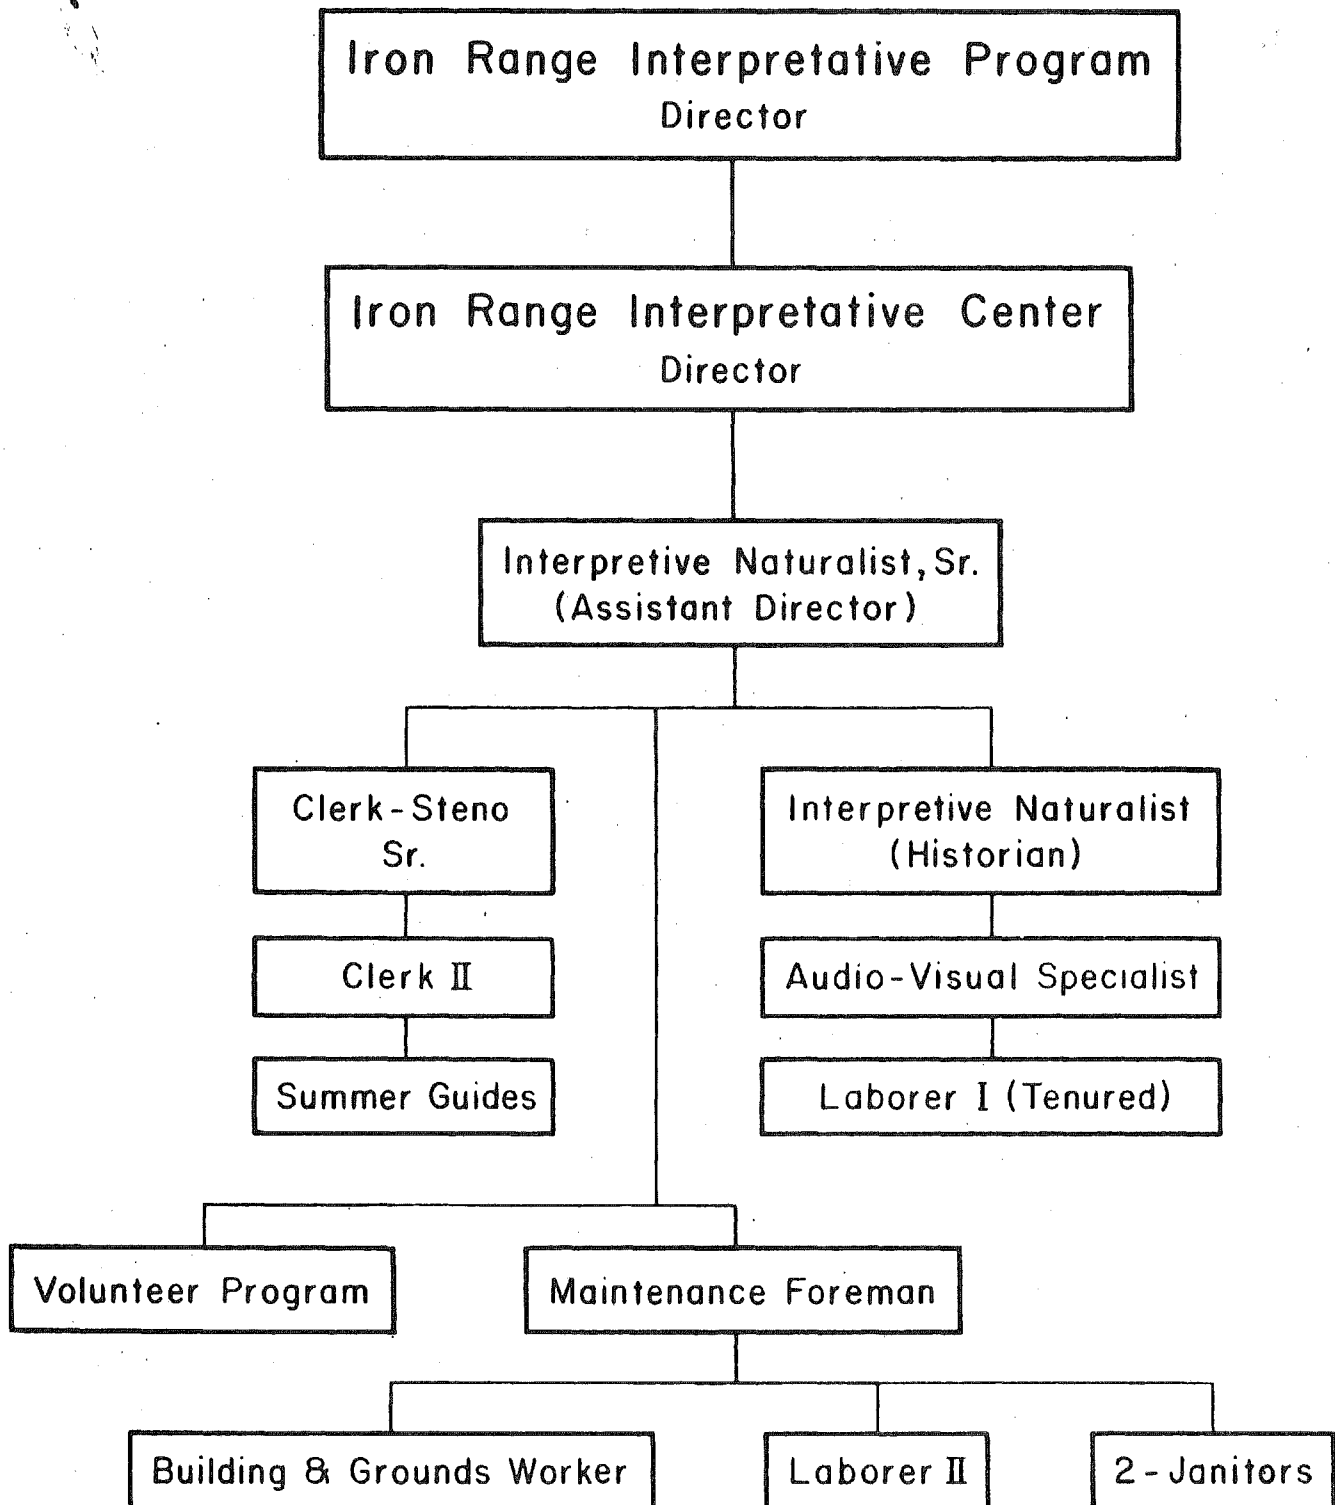 Iron Range Interpretative Program
Director
Iron Range Interpretative Center
Director
Interpretive Naturalist, Sr.
(Assistant Director)
Clerk-Steno
Sr.
Interpretive Naturalist
(Historian)
Clerk II
Audio-Visual Specialist
Summer Guides
Laborer I (Tenured)
Volunteer Program
Maintenance Foreman
Building & Grounds Worker
Laborer II
2-Janitors